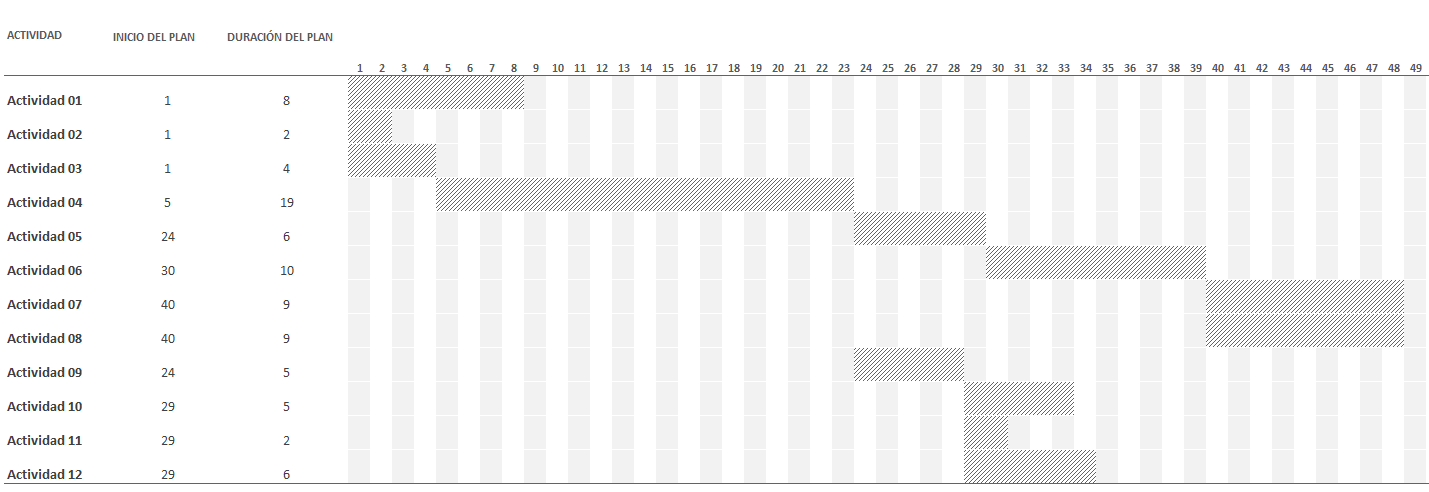 ACTIVIDAD INICIO DEL PLAN DURACIÓN DEL PLAN
1 2 3 4 5 6 7 8 9 10 11 12 13 14 15 16 17 18 19 20 21 22 23 24 25 26 27 28 29 30 31 32 33 34 35 36 37 38 39 40 41 42 43 44 45 46 47 48 49
Actividad 01 1 8
Actividad 02 1 2
Actividad 03 1 4
Actividad 04 5 19
Actividad 05 24 6
Actividad 06 30 10
Actividad 07 40 9
Actividad 08 40 9
Actividad 09 24 5
Actividad 10 29 5
Actividad 11 29 2
Actividad 12 29 6